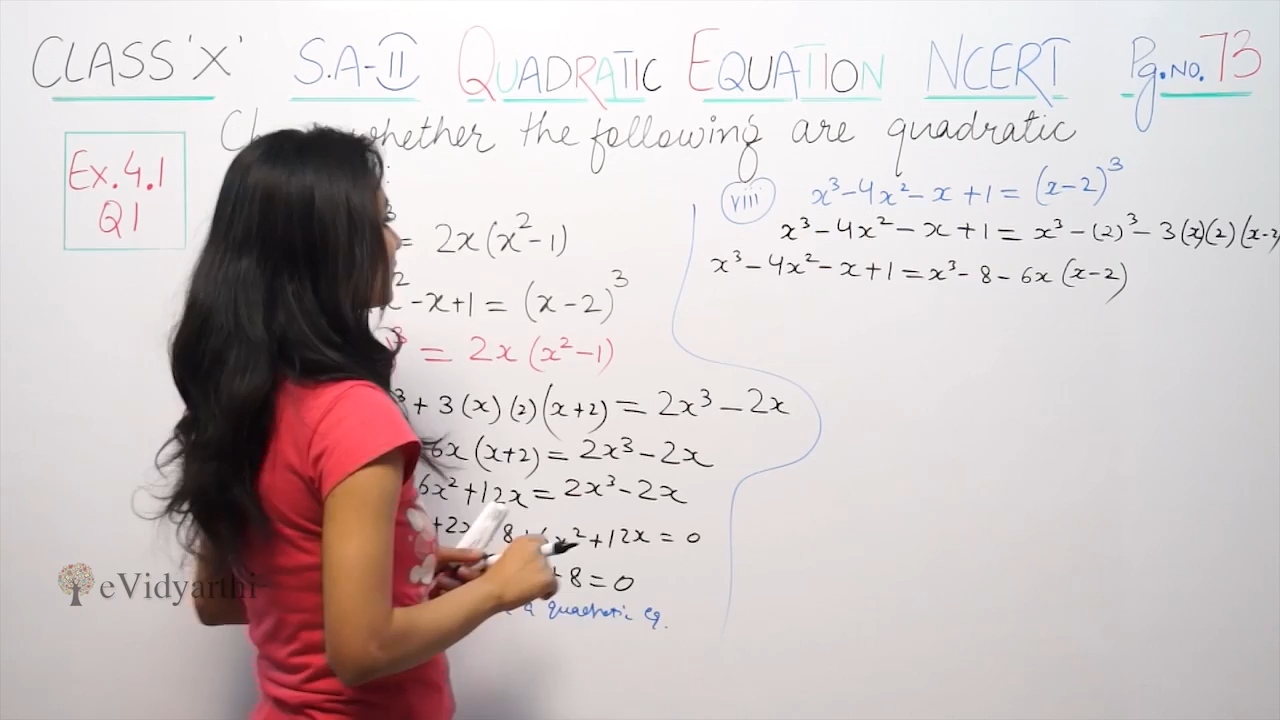 CLASS 'X' S.A-II QUADRATIC EQUATION NCERT Pg.NO.73
whether the following are quadratic
Ex.4.1
Q1
= 2x(x²-1)
-x+1 = (x-2)³
= 2x(x²-1)
+ 3(x)(2)(x+2) = 2x³-2x
6x(x+2) = 2x³-2x
6x²+12x = 2x³-2x
x²+12x = 0
+8 = 0
a quadratic eq.
viii x³-4x²-x+1 = (x-2)³
x³-4x²-x+1 = x³-(2)³-3(x)(2)(x-2
x³-4x²-x+1 = x³-8-6x(x-2)
eVidyarthi